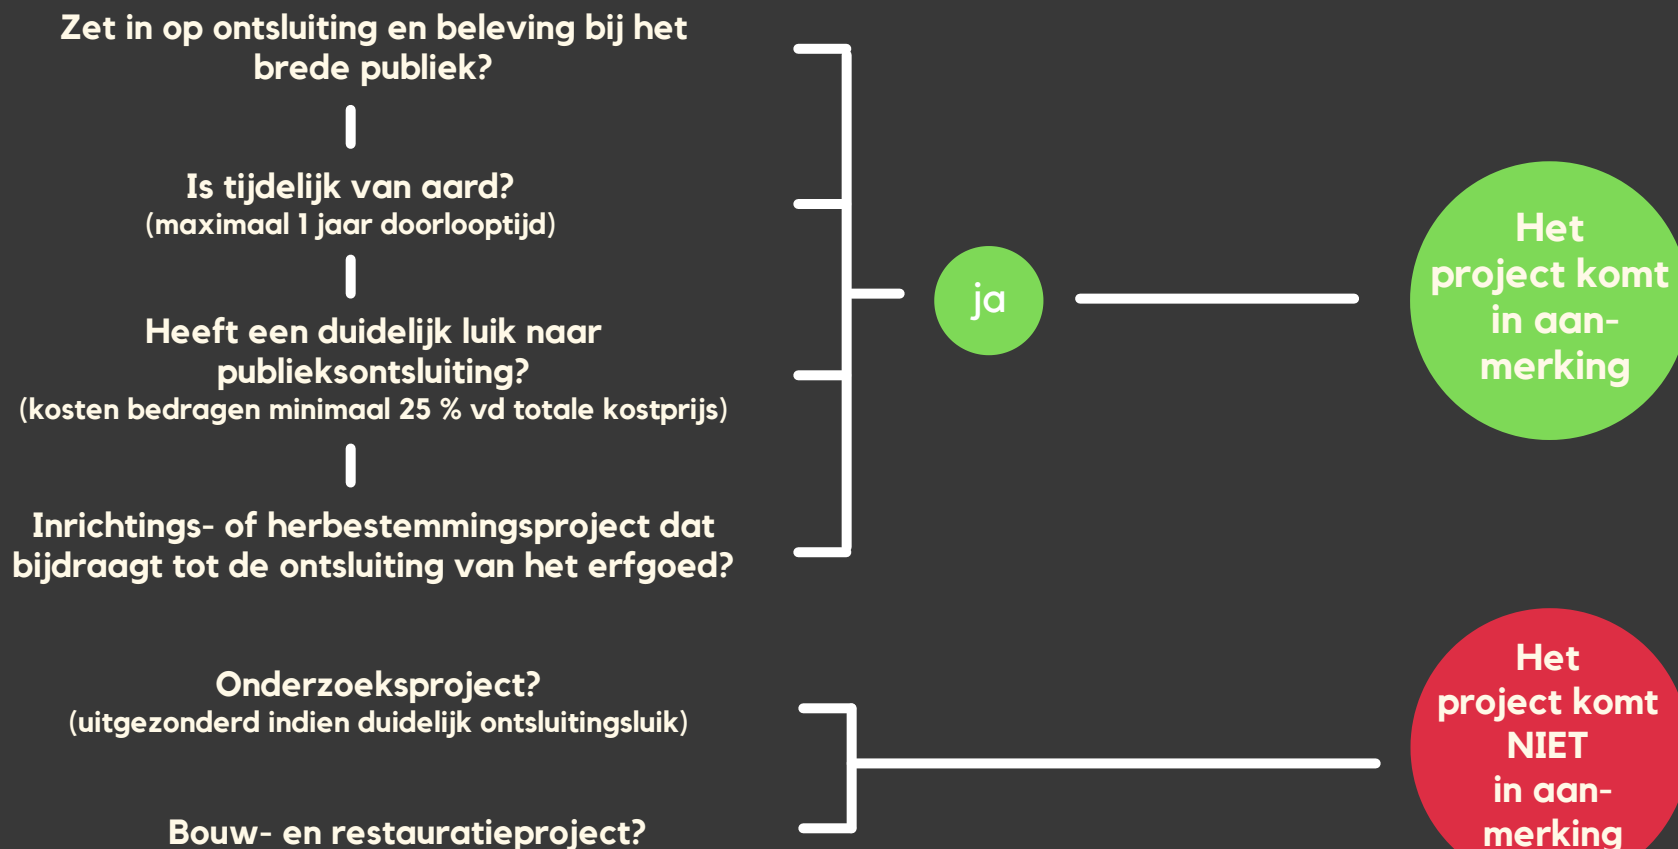 Zet in op ontsluiting en beleving bij het
brede publiek?
Is tijdelijk van aard?
(maximaal 1 jaar doorlooptijd)
Heeft een duidelijk luik naar
publieksontsluiting?
(kosten bedragen minimaal 25 % vd totale kostprijs)
Inrichtings- of herbestemmingsproject dat
bijdraagt tot de ontsluiting van het erfgoed?
ja
Het
project komt
in aan-
merking
Onderzoeksproject?
(uitgezonderd indien duidelijk ontsluitingsluik)
Bouw- en restauratieproject?
Het
project komt
NIET
in aan-
merking